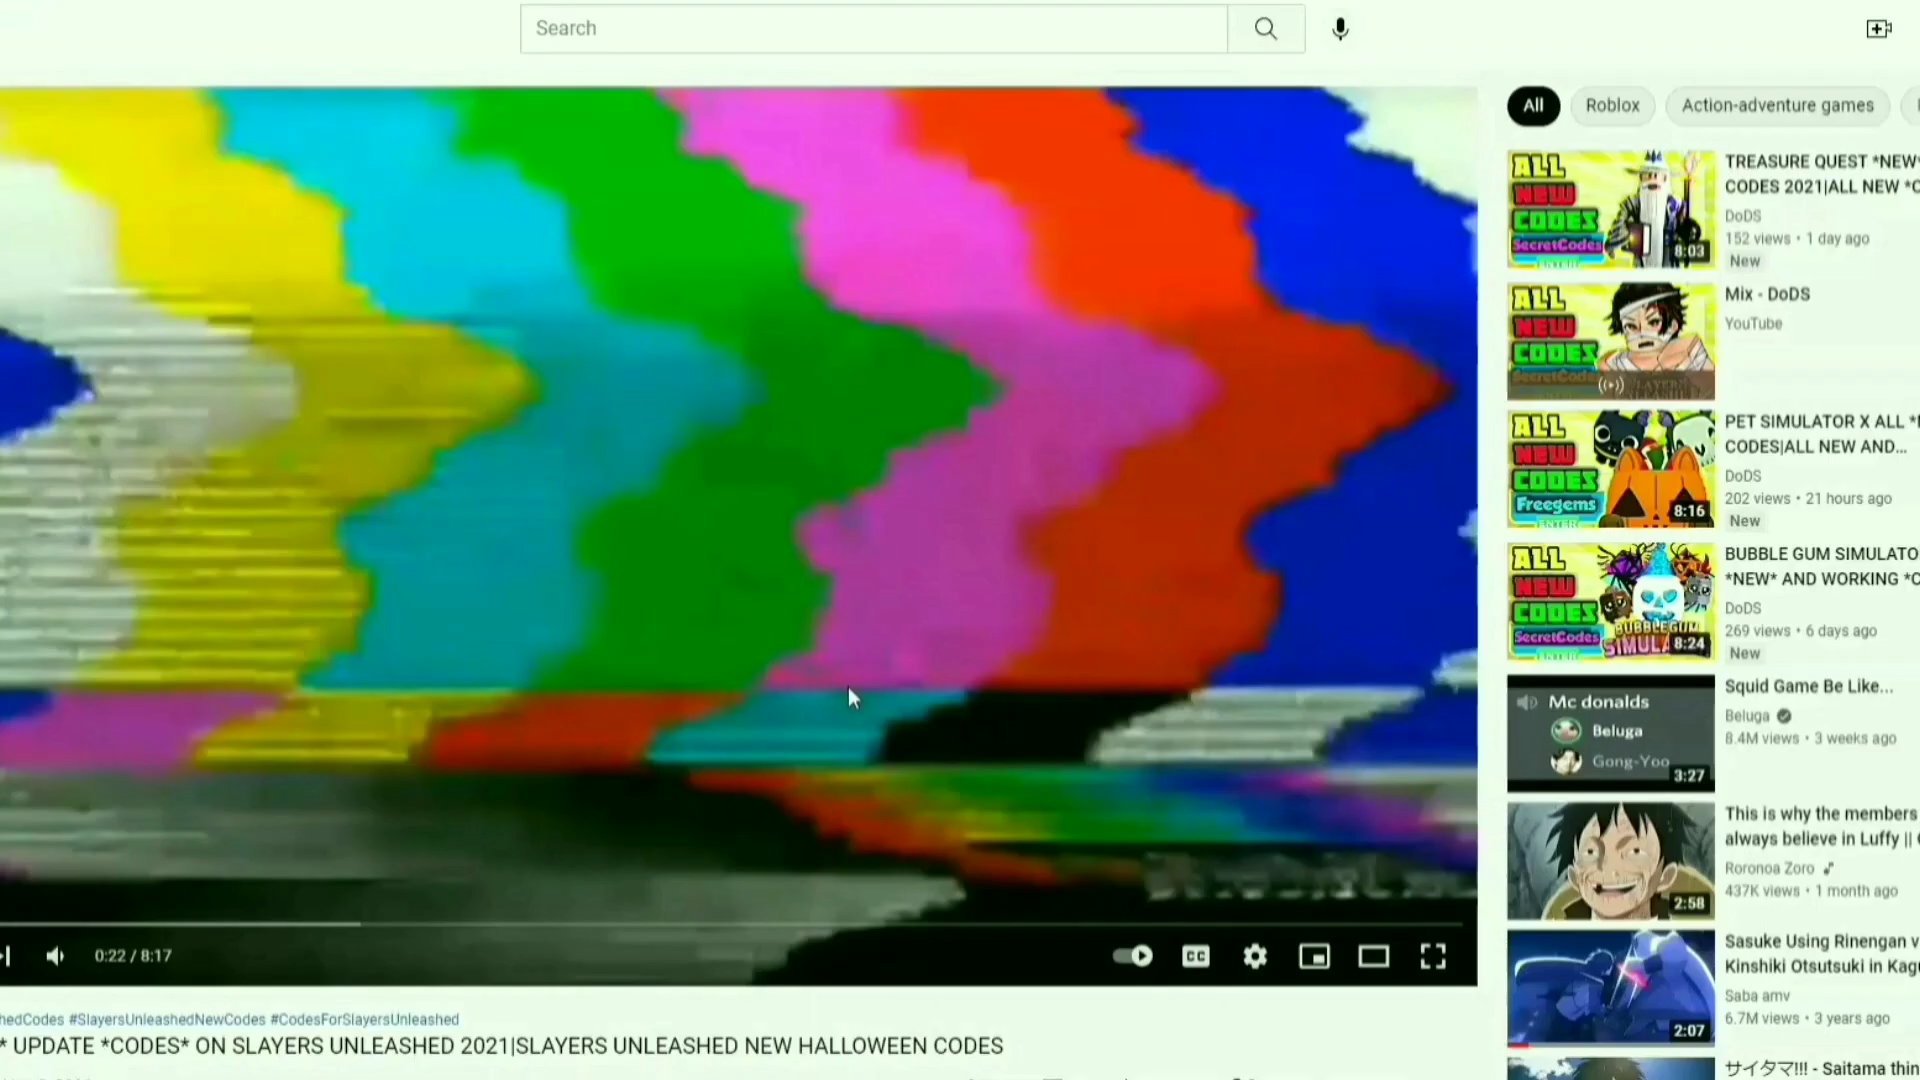 Search
All
Roblox
Action-adventure games
ALL
NEW
CODES
SecretCodes
8:03
TREASURE QUEST *NEW*
CODES 2021|ALL NEW *C
DoDS
152 views • 1 day ago
New
ALL
NEW
CODES
SecretCodes
Mix - DoDS
YouTube
ALL
NEW
CODES
Freegems
ENTER
8:16
PET SIMULATOR X ALL *
CODES|ALL NEW AND...
DoDS
202 views • 21 hours ago
New
ALL
NEW
CODES
SecretCodes
BUBBLE GUM
SIMUL
8:24
BUBBLE GUM SIMULATO
*NEW* AND WORKING *C
DoDS
269 views • 6 days ago
New
Mc donalds
Beluga
Gong-Yoo
3:27
Squid Game Be Like...
Beluga
8.4M views • 3 weeks ago
2:58
This is why the members
always believe in Luffy ||
Roronoa Zoro
437K views • 1 month ago
2:07
Sasuke Using Rinengan v
Kinshiki Otsutsuki in Kag
Saba amv
6.7M views • 3 years ago
サイタマ!!! - Saitama thin
0:22 / 8:17
CC
hedCodes #SlayersUnleashedNewCodes #CodesForSlayersUnleashed
* UPDATE *CODES* ON SLAYERS UNLEASHED 2021|SLAYERS UNLEASHED NEW HALLOWEEN CODES